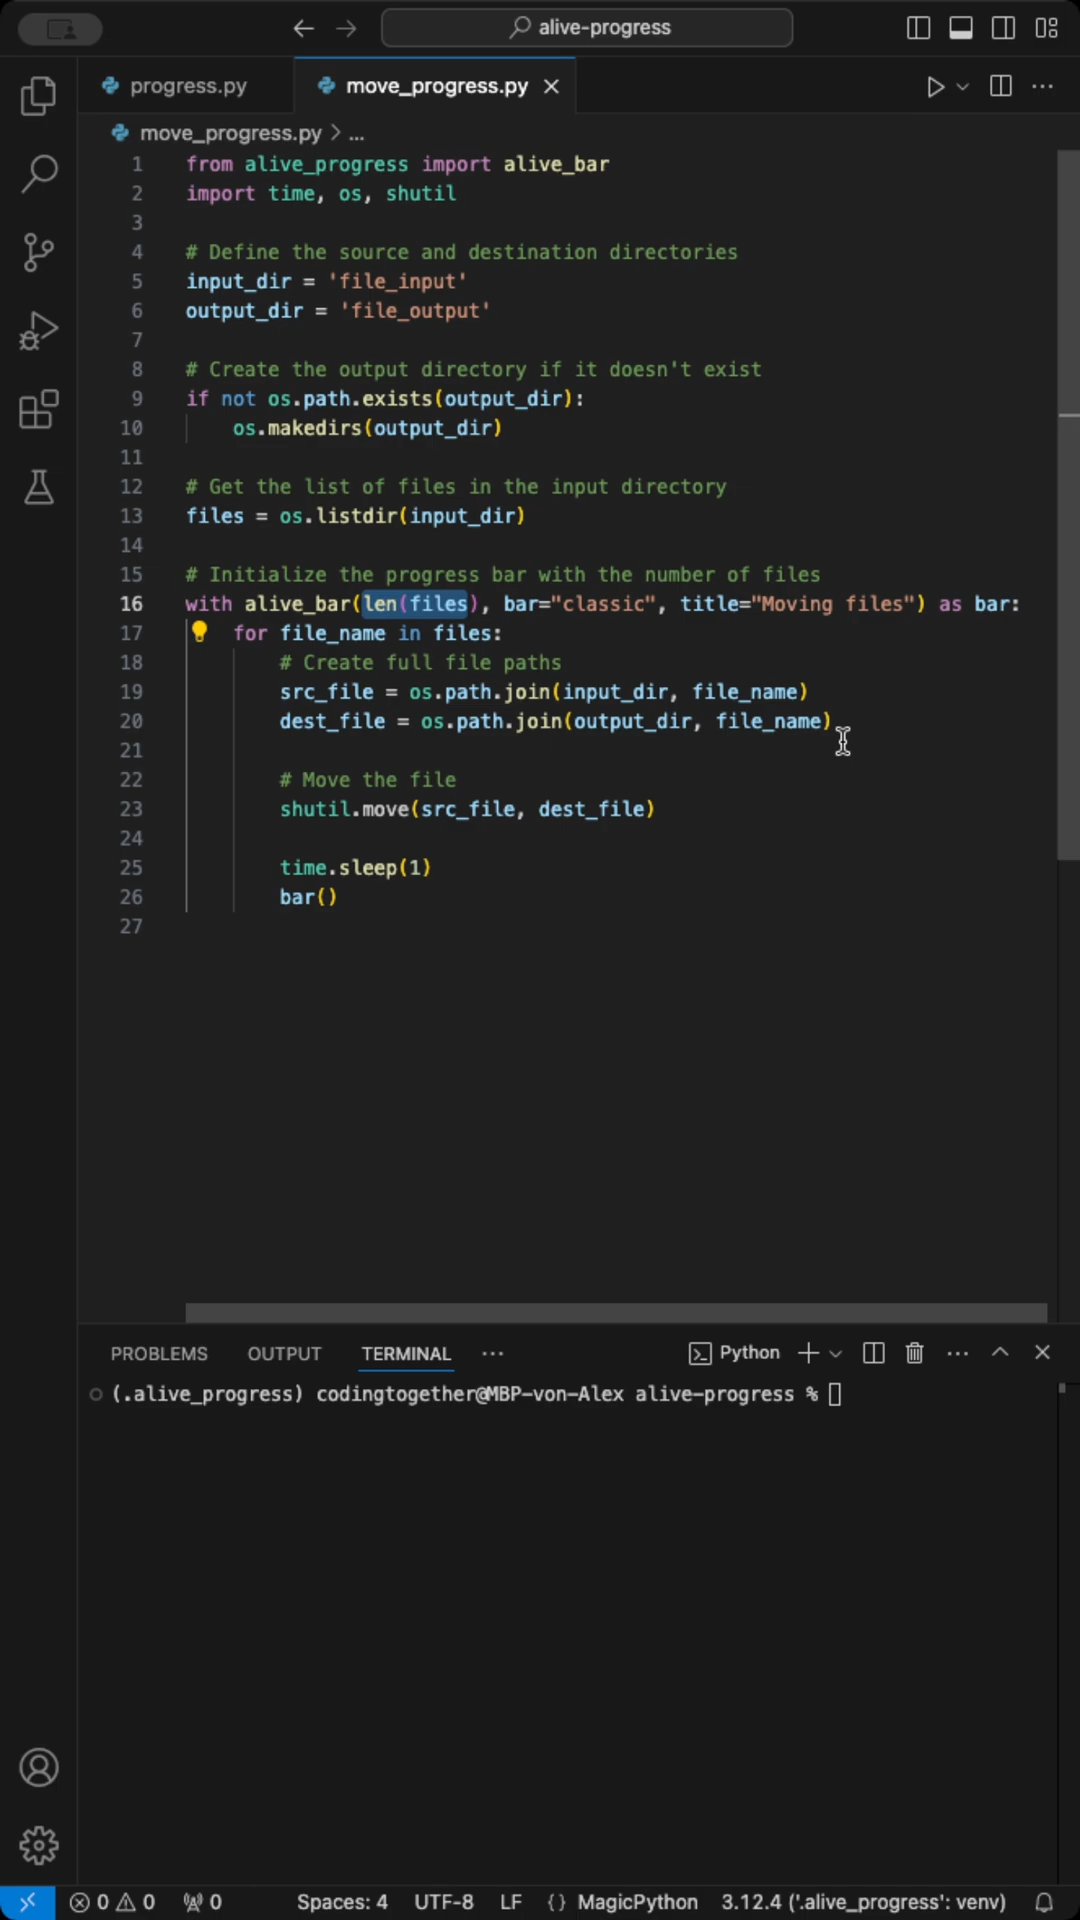 alive-progress
progress.py
move_progress.py
move_progress.py > ...
1 from alive_progress import alive_bar
2 import time, os, shutil
3
4 # Define the source and destination directories
5 input_dir = 'file_input'
6 output_dir = 'file_output'
7
8 # Create the output directory if it doesn't exist
9 if not os.path.exists(output_dir):
10 os.makedirs(output_dir)
11
12 # Get the list of files in the input directory
13 files = os.listdir(input_dir)
14
15 # Initialize the progress bar with the number of files
16 with alive_bar(len(files), bar="classic", title="Moving files") as bar:
17 for file_name in files:
18 # Create full file paths
19 src_file = os.path.join(input_dir, file_name)
20 dest_file = os.path.join(output_dir, file_name)
21
22 # Move the file
23 shutil.move(src_file, dest_file)
24
25 time.sleep(1)
26 bar()
27
PROBLEMS OUTPUT TERMINAL ... Python
(.alive_progress) codingtogether@MBP-von-Alex alive-progress %
0 0 0 Spaces: 4 UTF-8 LF {} MagicPython 3.12.4 ('.alive_progress': venv)